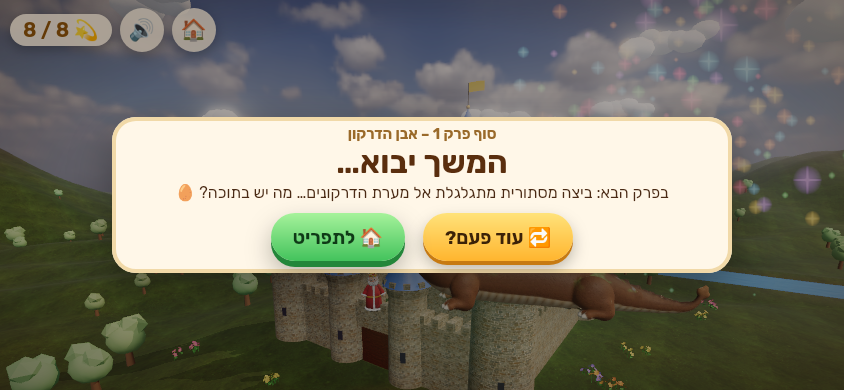 8 / 8
סוף פרק 1 – אבן הדרקון
המשך יבוא...
בפרק הבא: ביצה מסתורית מתגלגלת אל מערת הדרקונים... מה יש בתוכה?
עוד פעם?
לתפריט